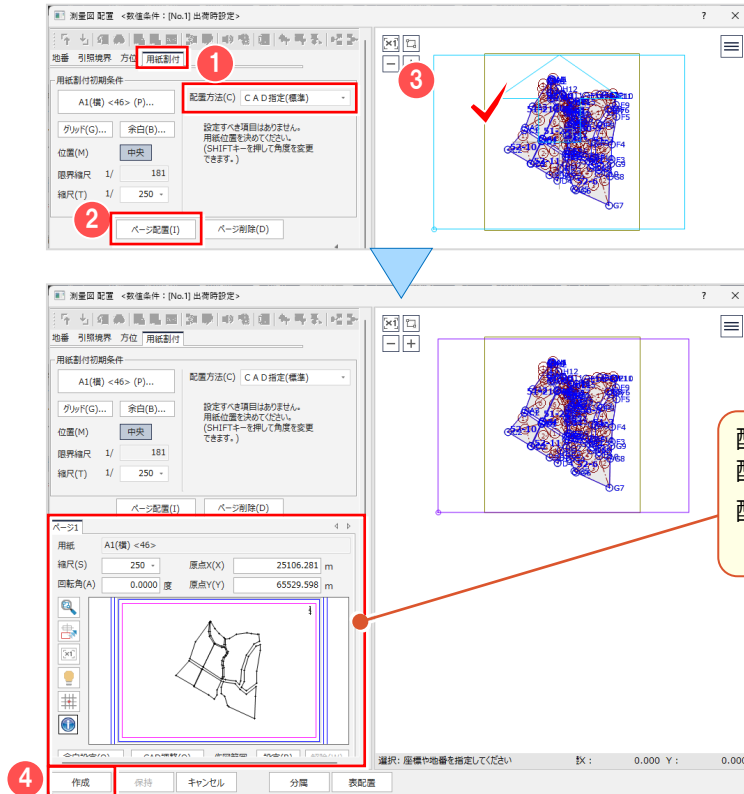 測量図 配置 <数値条件：[No.1] 出荷時設定>
? ×
地番 引照境界 方位 用紙割付
1
用紙割付初期条件
A1(横) <46> (P)...
配置方法(C) ＣＡＤ指定(標準)
グリッド(G)... 余白(B)...
設定すべき項目はありません。
用紙位置を決めてください。
(SHIFTキーを押して角度を変更
できます。)
位置(M) 中央
限界縮尺 1/ 181
縮尺(T) 1/ 250
2
ページ配置(I) ページ削除(D)
3
H12
F5
F4
G9
G8
G7
測量図 配置 <数値条件：[No.1] 出荷時設定>
? ×
地番 引照境界 方位 用紙割付
用紙割付初期条件
A1(横) <46> (P)...
配置方法(C) ＣＡＤ指定(標準)
グリッド(G)... 余白(B)...
設定すべき項目はありません。
用紙位置を決めてください。
(SHIFTキーを押して角度を変更
できます。)
位置(M) 中央
限界縮尺 1/ 181
縮尺(T) 1/ 250
ページ配置(I) ページ削除(D)
ページ1
用紙 A1(横) <46>
縮尺(S) 250 原点X(X) 25106.281 m
回転角(A) 0.0000 度 原点Y(Y) 65529.598 m
H12
F5
F4
G9
G8
G7
選択：座標や地番を指定してください X： 0.000 Y： 0.000
4
作成 保持 キャンセル 分属 表配置